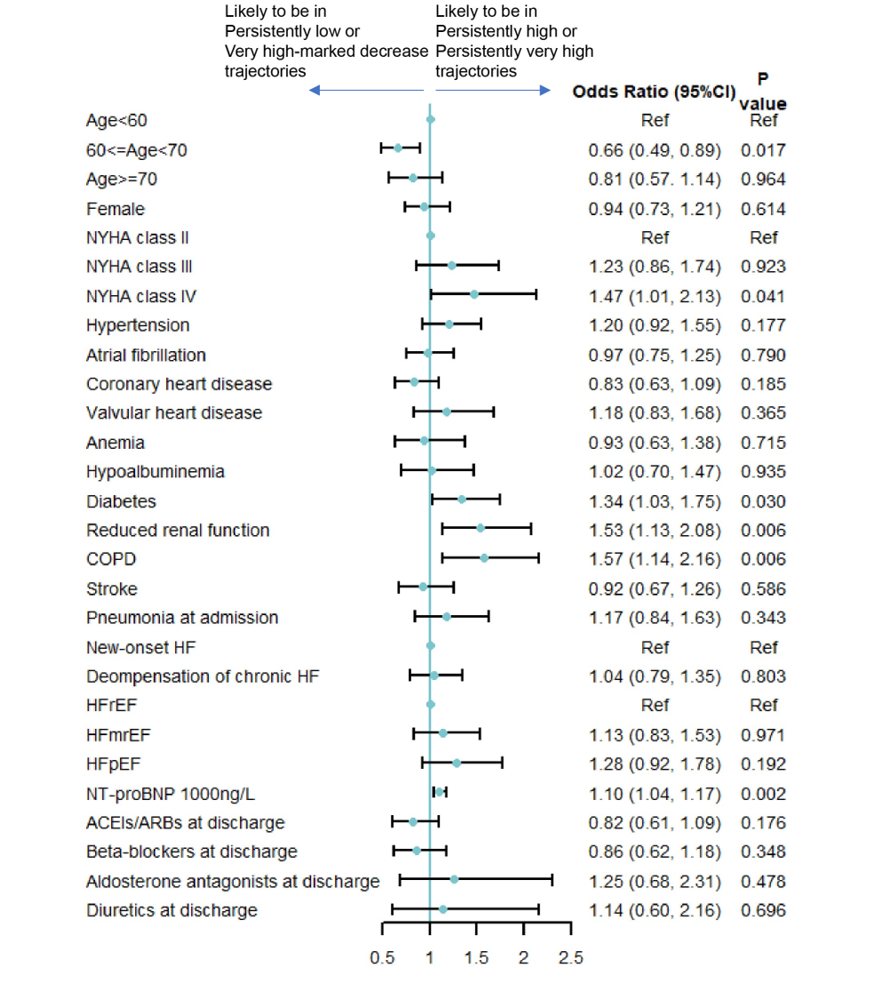 Likely to be in
Persistently low or
Very high-marked decrease
trajectories
Likely to be in
Persistently high or
Persistently very high
trajectories
Odds Ratio (95%CI) P value
Age<60 Ref Ref
60<=Age<70 0.66 (0.49, 0.89) 0.017
Age>=70 0.81 (0.57. 1.14) 0.964
Female 0.94 (0.73, 1.21) 0.614
NYHA class II Ref Ref
NYHA class III 1.23 (0.86, 1.74) 0.923
NYHA class IV 1.47 (1.01, 2.13) 0.041
Hypertension 1.20 (0.92, 1.55) 0.177
Atrial fibrillation 0.97 (0.75, 1.25) 0.790
Coronary heart disease 0.83 (0.63, 1.09) 0.185
Valvular heart disease 1.18 (0.83, 1.68) 0.365
Anemia 0.93 (0.63, 1.38) 0.715
Hypoalbuminemia 1.02 (0.70, 1.47) 0.935
Diabetes 1.34 (1.03, 1.75) 0.030
Reduced renal function 1.53 (1.13, 2.08) 0.006
COPD 1.57 (1.14, 2.16) 0.006
Stroke 0.92 (0.67, 1.26) 0.586
Pneumonia at admission 1.17 (0.84, 1.63) 0.343
New-onset HF Ref Ref
Deompensation of chronic HF 1.04 (0.79, 1.35) 0.803
HFrEF Ref Ref
HFmrEF 1.13 (0.83, 1.53) 0.971
HFpEF 1.28 (0.92, 1.78) 0.192
NT-proBNP 1000ng/L 1.10 (1.04, 1.17) 0.002
ACEIs/ARBs at discharge 0.82 (0.61, 1.09) 0.176
Beta-blockers at discharge 0.86 (0.62, 1.18) 0.348
Aldosterone antagonists at discharge 1.25 (0.68, 2.31) 0.478
Diuretics at discharge 1.14 (0.60, 2.16) 0.696
0.5 1 1.5 2 2.5